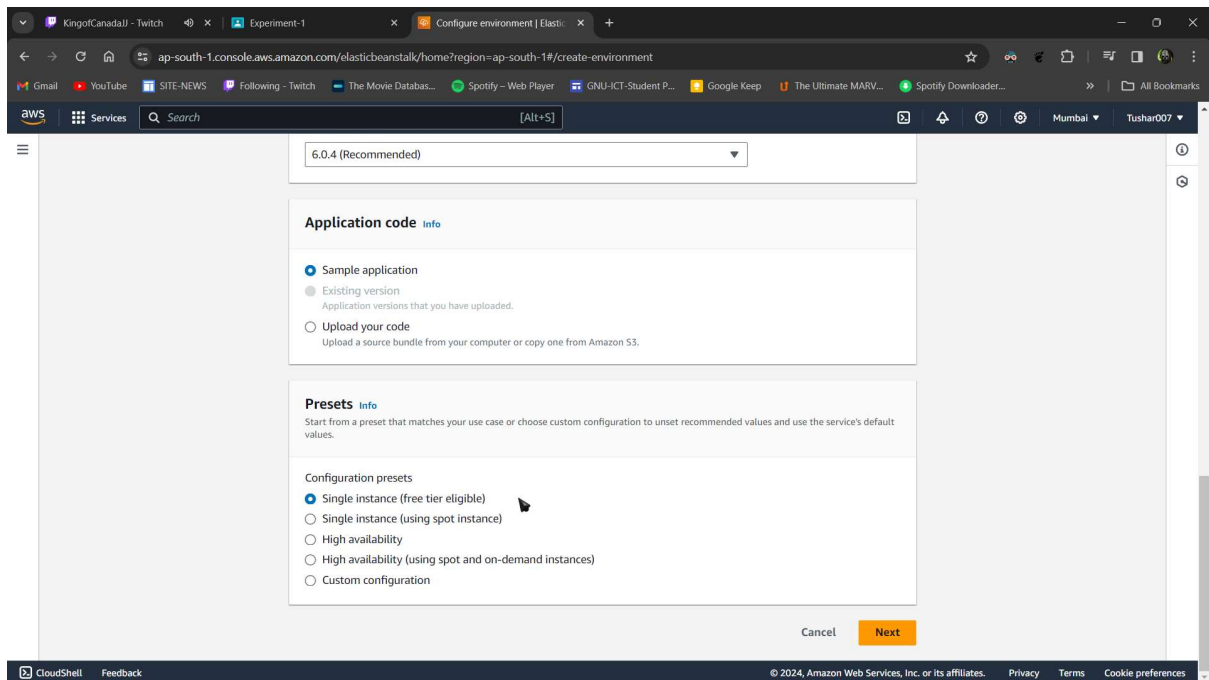 KingofCanadaJJ - Twitch
Experiment-1
Configure environment | Elastic
ap-south-1.console.aws.amazon.com/elasticbeanstalk/home?region=ap-south-1#/create-environment
Gmail YouTube SITE-NEWS Following - Twitch The Movie Databas... Spotify – Web Player GNU-ICT-Student P... Google Keep The Ultimate MARV... Spotify Downloader... » All Bookmarks
aws Services Search [Alt+S] Mumbai Tushar007
6.0.4 (Recommended)
Application code Info
Sample application
Existing version
Application versions that you have uploaded.
Upload your code
Upload a source bundle from your computer or copy one from Amazon S3.
Presets Info
Start from a preset that matches your use case or choose custom configuration to unset recommended values and use the service's default
values.
Configuration presets
Single instance (free tier eligible)
Single instance (using spot instance)
High availability
High availability (using spot and on-demand instances)
Custom configuration
Cancel Next
CloudShell Feedback © 2024, Amazon Web Services, Inc. or its affiliates. Privacy Terms Cookie preferences